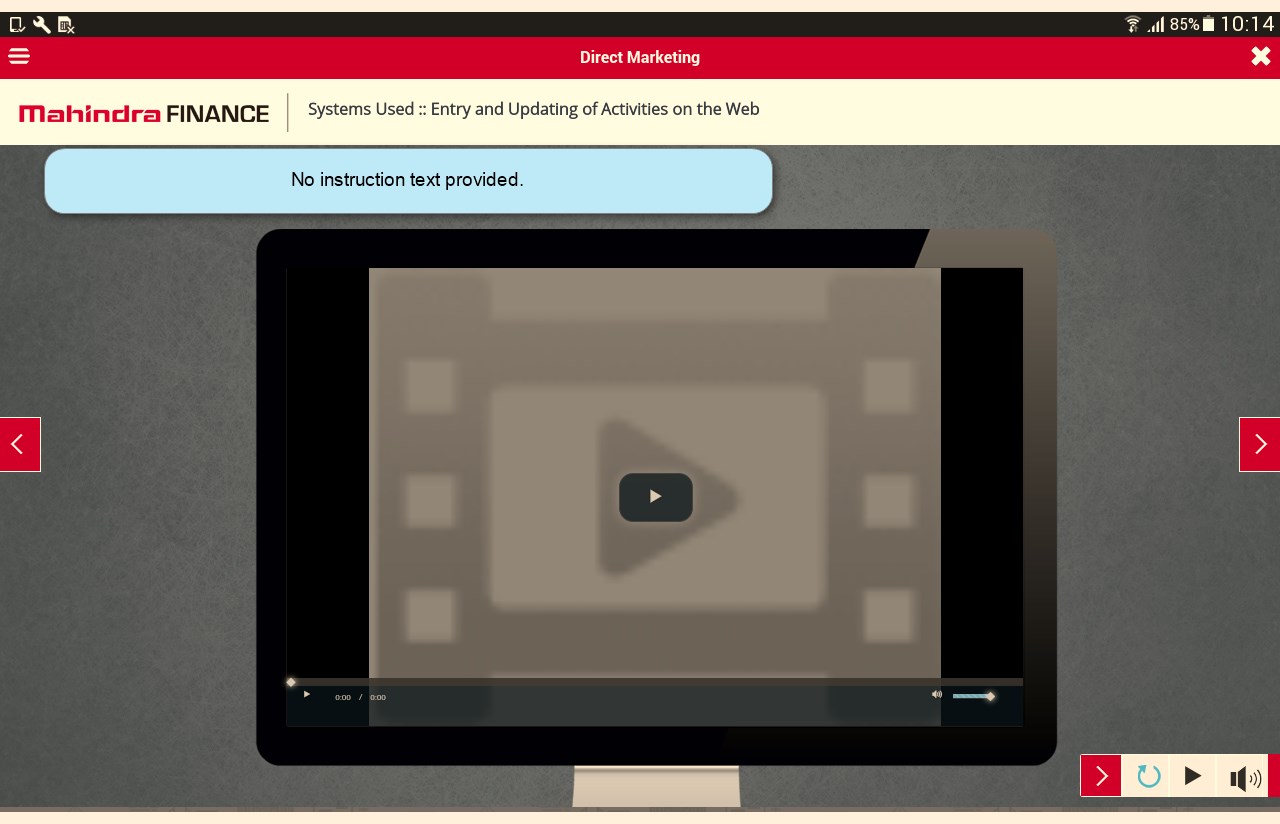 85% 10:14
Direct Marketing
Mahindra FINANCE
Systems Used :: Entry and Updating of Activities on the Web
No instruction text provided.
0:00 / 0:00